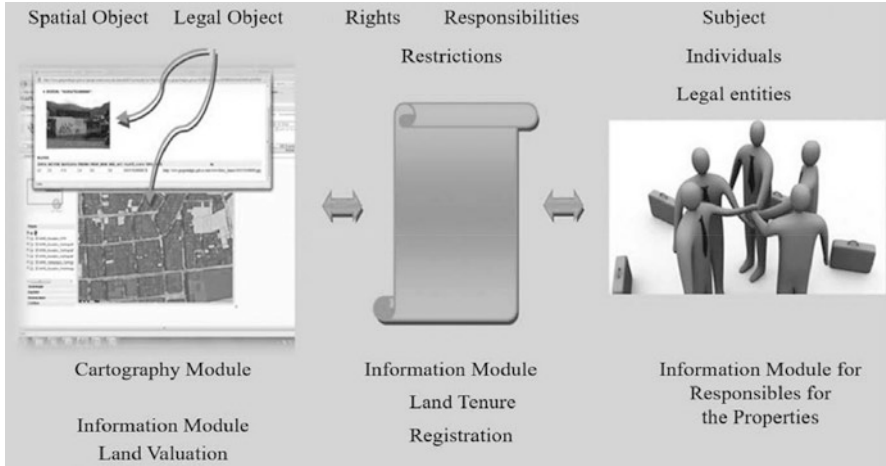 Spatial Object Legal Object Rights Responsibilities Subject
Restrictions Individuals
Legal entities
Cartography Module
Information Module
Land Valuation
Information Module
Land Tenure
Registration
Information Module for
Responsibles for
the Properties